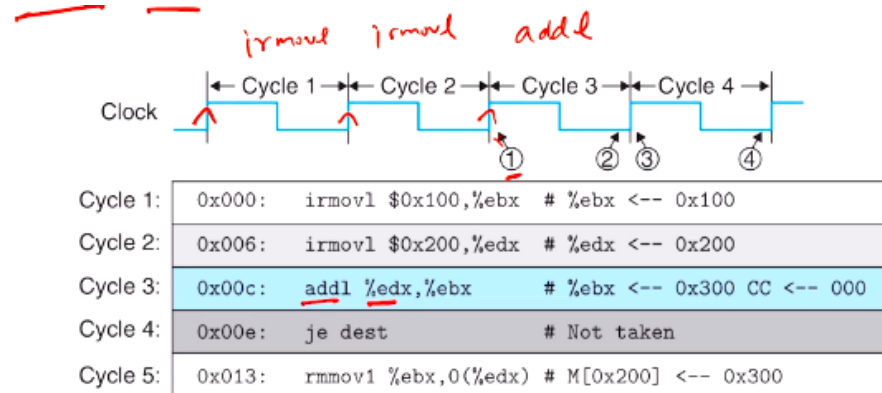 irmovl irmovl addl
Cycle 1 Cycle 2 Cycle 3 Cycle 4
Clock
① ② ③ ④
Cycle 1: 0x000: irmovl $0x100,%ebx # %ebx <-- 0x100
Cycle 2: 0x006: irmovl $0x200,%edx # %edx <-- 0x200
Cycle 3: 0x00c: addl %edx,%ebx # %ebx <-- 0x300 CC <-- 000
Cycle 4: 0x00e: je dest # Not taken
Cycle 5: 0x013: rmmovl %ebx,0(%edx) # M[0x200] <-- 0x300